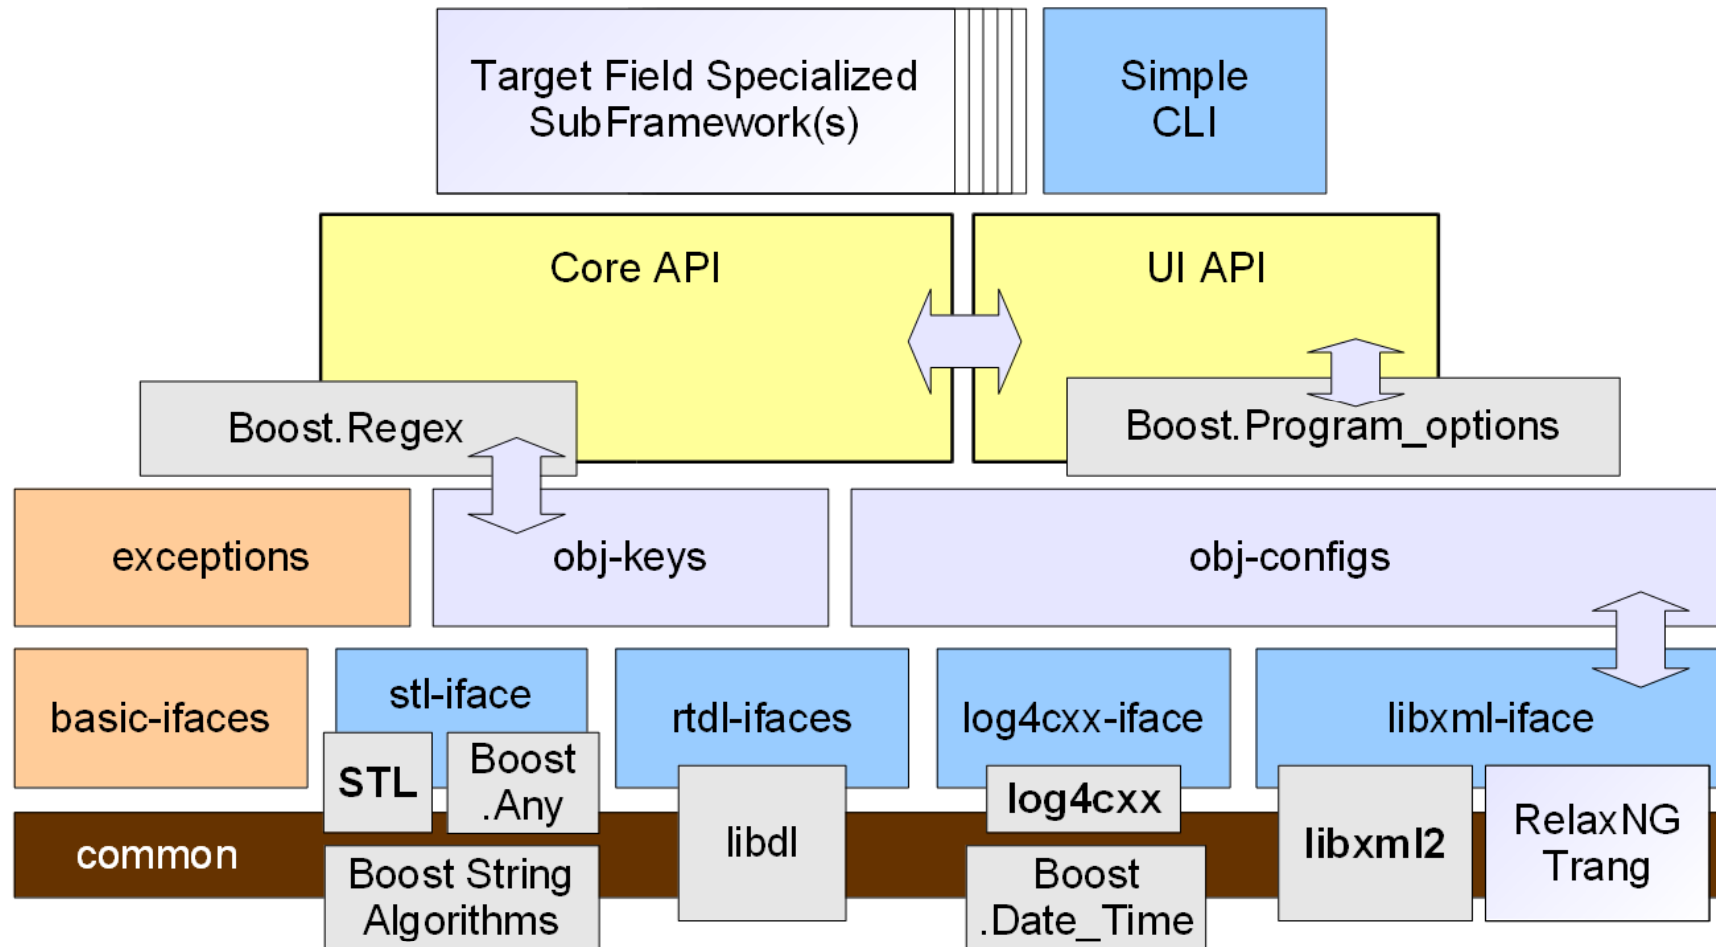 Target Field Specialized
SubFramework(s)
Simple
CLI
Core API
UI API
Boost.Regex
Boost.Program_options
exceptions
obj-keys
obj-configs
basic-ifaces
stl-iface
rtdl-ifaces
log4cxx-iface
libxml-iface
STL
Boost
.Any
log4cxx
common
libdl
libxml2
RelaxNG
Trang
Boost String
Algorithms
Boost
.Date_Time